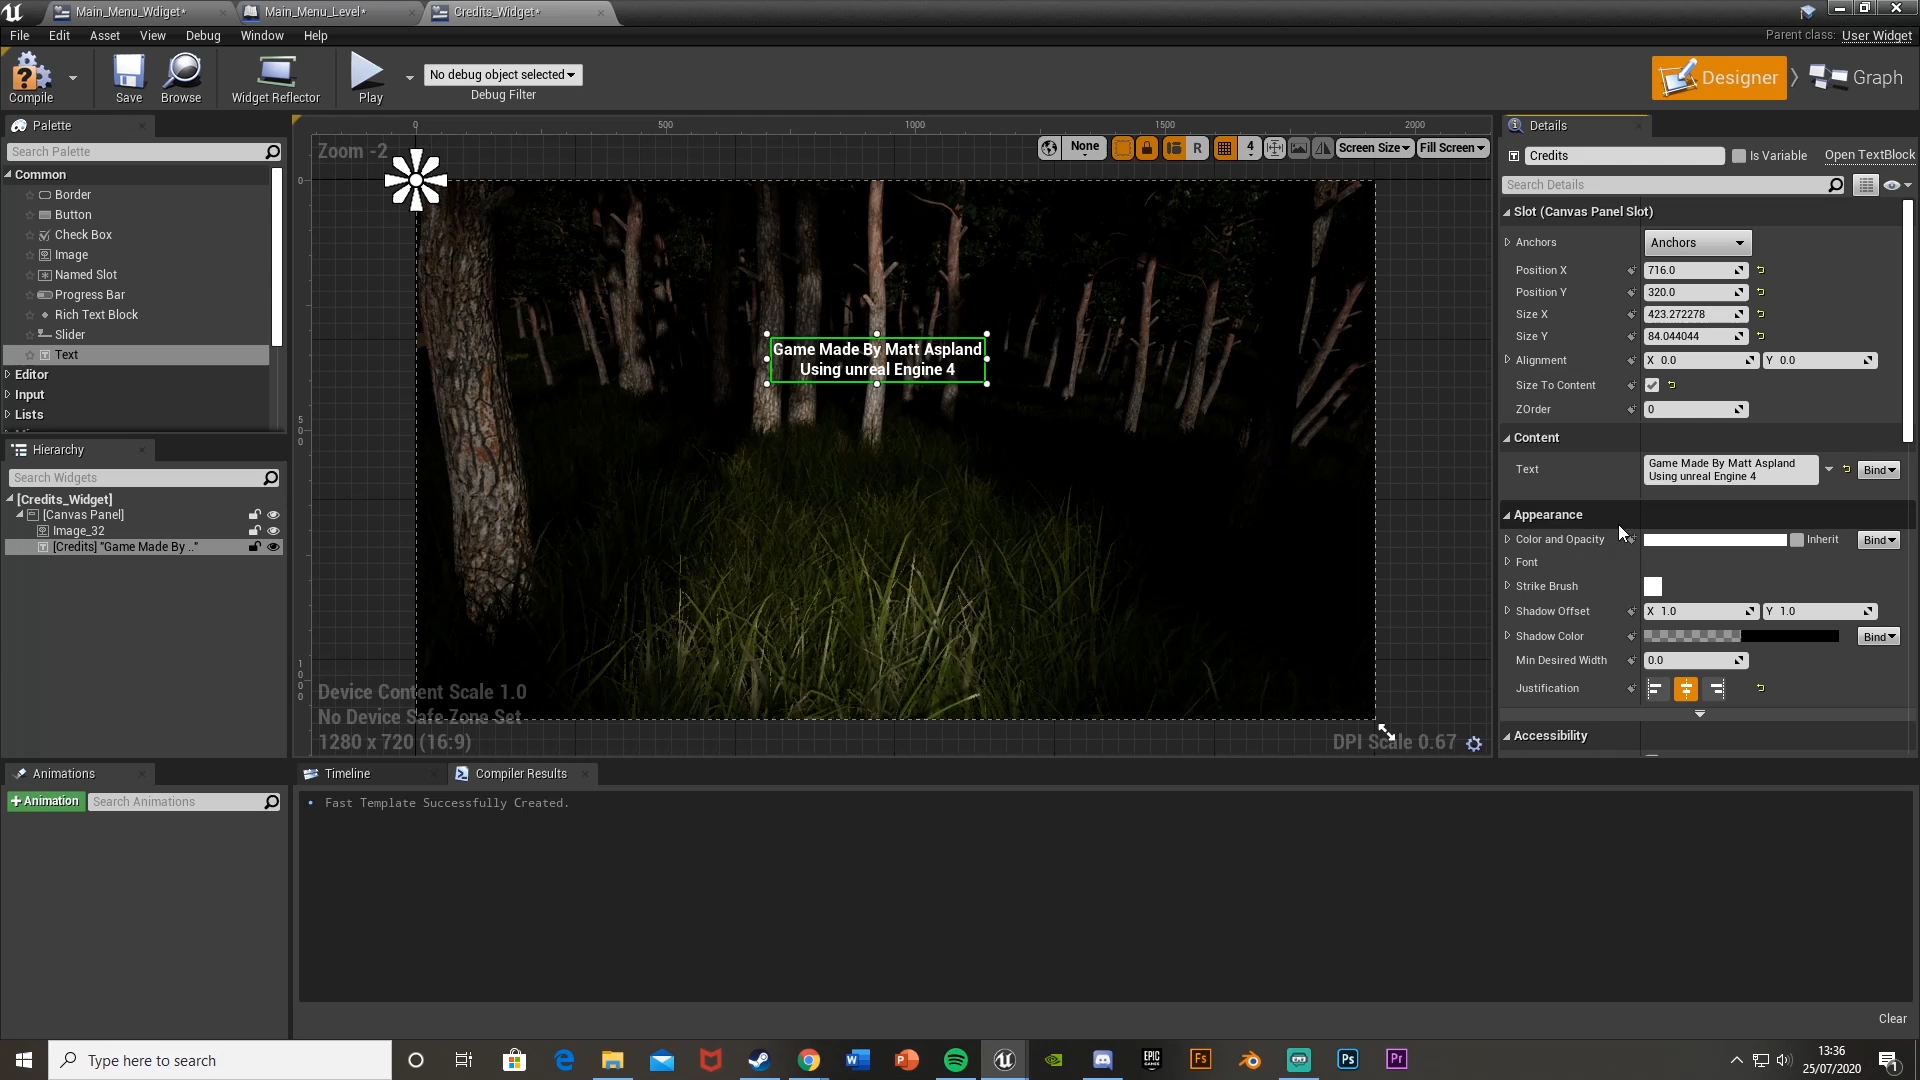 Main_Menu_Wdiget*
Main_Menu_Level*
Credits_Widget*
File
Edit
Asset
View
Debug
Window
Help
Parent class:
User Widget
Compile
Save
Browse
Widget Reflector
Play
No debug object selected
Debug Filter
Designer
Graph
Palette
Search Palette
Common
Border
Button
Check Box
Image
Named Slot
Progress Bar
Rich Text Block
Slider
Text
Editor
Input
Lists
Hierarchy
Search Widgets
[Credits_Widget]
[Canvas Panel]
Image_32
[Credits] "Game Made By .."
0
500
1000
1500
2000
0
500
1000
Zoom -2
None
R
4
Screen Size
Fill Screen
Game Made By Matt Aspland
Using unreal Engine 4
Device Content Scale 1.0
No Device Safe Zone Set
1280 x 720 (16:9)
DPI Scale 0.67
Details
Credits
Is Variable
Open TextBlock
Search Details
Slot (Canvas Panel Slot)
Anchors
Anchors
Position X
716.0
Position Y
320.0
Size X
423.272278
Size Y
84.044044
Alignment
X 0.0
Y 0.0
Size To Content
ZOrder
0
Content
Text
Game Made By Matt Aspland
Using unreal Engine 4
Bind
Appearance
Color and Opacity
Inherit
Bind
Font
Strike Brush
Shadow Offset
X 1.0
Y 1.0
Shadow Color
Bind
Min Desired Width
0.0
Justification
Accessibility
Animations
+Animation
Search Animations
Timeline
Compiler Results
Fast Template Successfully Created.
Clear
Type here to search
EPIC
GAMES
Fs
Ps
Pr
13:36
25/07/2020
1